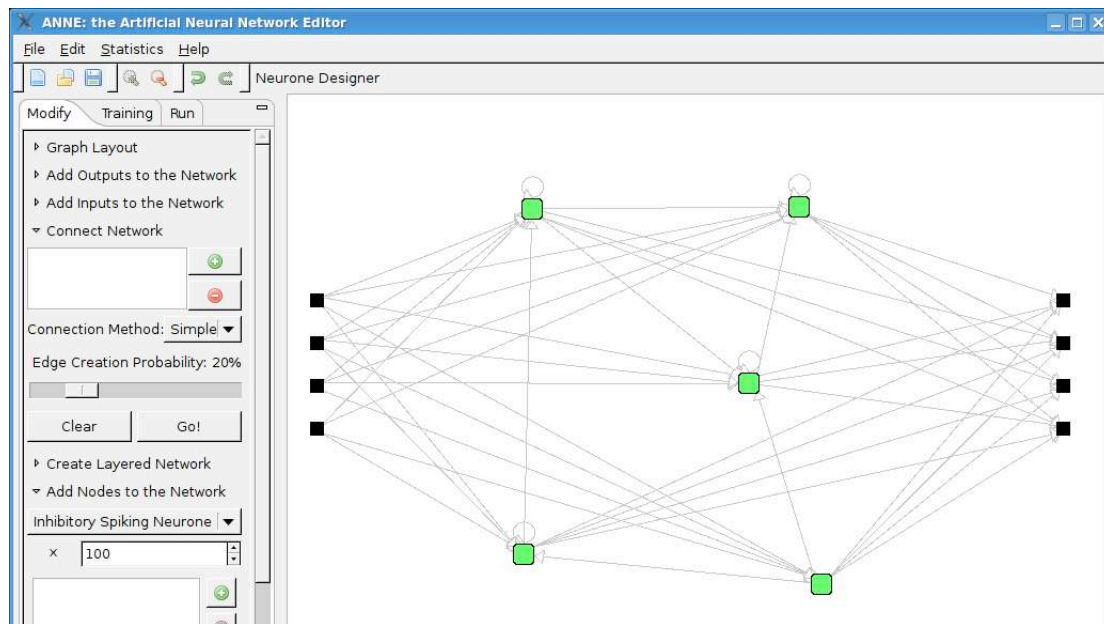 ANNE: the Artificial Neural Network Editor
File Edit Statistics Help
Neurone Designer
Modify Training Run
Graph Layout
Add Outputs to the Network
Add Inputs to the Network
Connect Network
Connection Method: Simple
Edge Creation Probability: 20%
Clear Go!
Create Layered Network
Add Nodes to the Network
Inhibitory Spiking Neurone
× 100